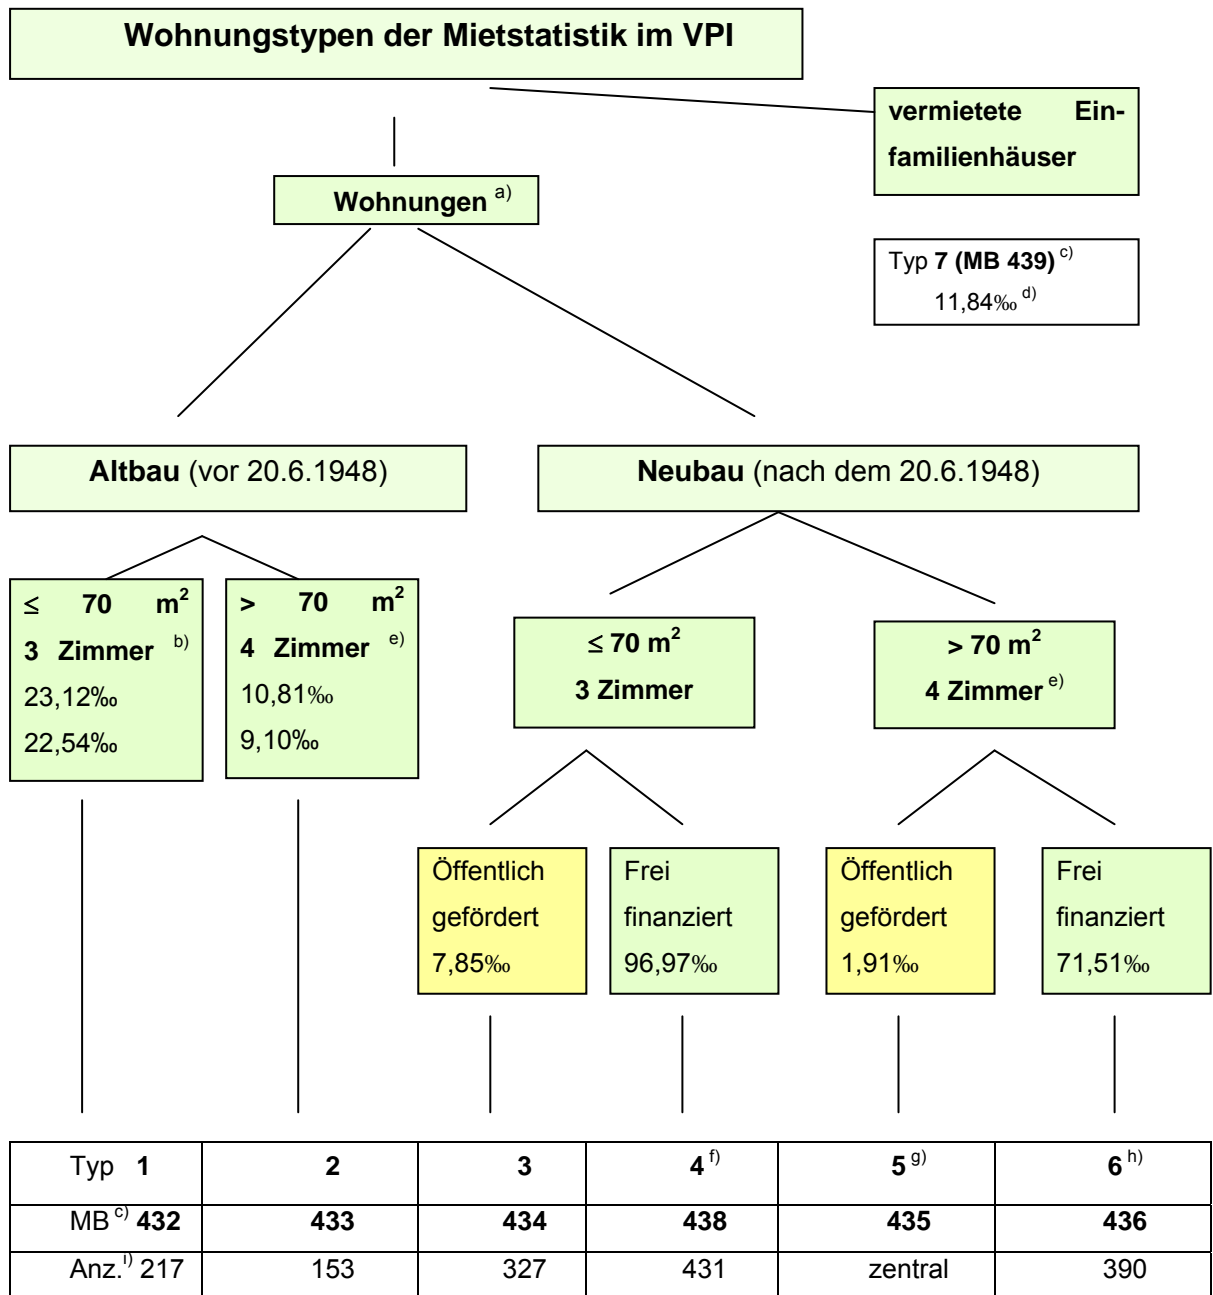 Wohnungstypen der Mietstatistik im VPI
vermietete Ein-
familienhäuser
Wohnungen a)
Typ 7 (MB 439) c)
11,84‰ d)
Altbau (vor 20.6.1948)
Neubau (nach dem 20.6.1948)
≤ 70 m²
3 Zimmer b)
23,12‰
22,54‰
> 70 m²
4 Zimmer e)
10,81‰
9,10‰
≤ 70 m²
3 Zimmer
> 70 m²
4 Zimmer e)
Öffentlich
gefördert
7,85‰
Frei
finanziert
96,97‰
Öffentlich
gefördert
1,91‰
Frei
finanziert
71,51‰
Typ 1 2 3 4 f) 5 g) 6 h)
MB c) 432 433 434 438 435 436
Anz. i) 217 153 327 431 zentral 390